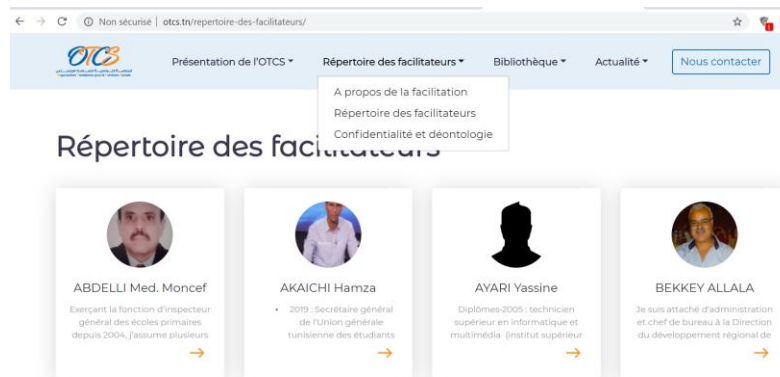 Non sécurisé | otcs.tn/repertoire-des-facilitateurs/
OTCS
Présentation de l'OTCS
Répertoire des facilitateurs
Bibliothèque
Actualité
Nous contacter
A propos de la facilitation
Répertoire des facilitateurs
Confidentialité et déontologie
Répertoire des facilitateurs
ABDELLI Med. Moncef
Exerçant la fonction d'inspecteur
général des écoles primaires
depuis 2004, j'assume plusieurs
AKAICHI Hamza
• 2019 : Secrétaire général
de l'Union générale
tunisienne des étudiants
AYARI Yassine
Diplômes-2005 : technicien
supérieur en informatique et
multimédia (institut supérieur
BEKKEY ALLALA
Je suis attaché d'administration
et chef de bureau à la Direction
du développement régional de